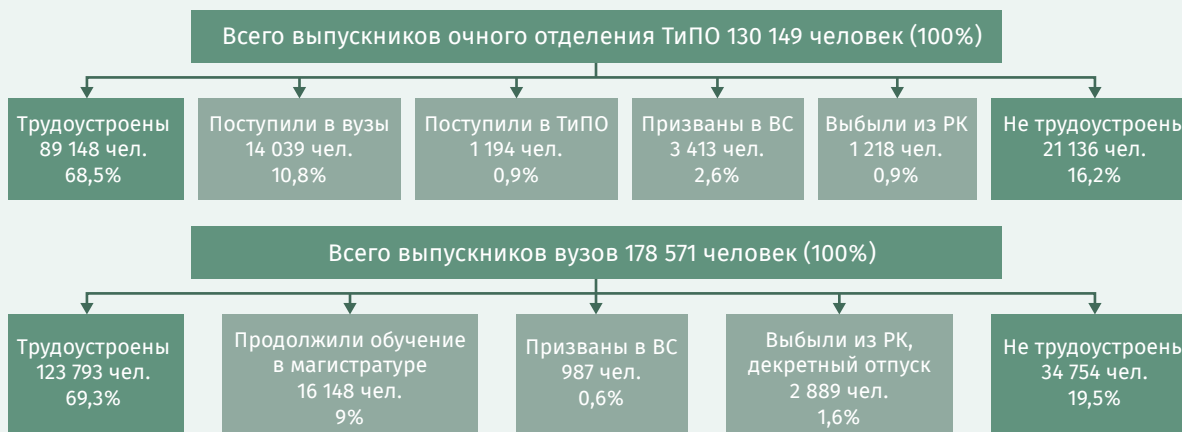 Всего выпускников очного отделения ТиПО 130 149 человек (100%)
Трудоустроены
89 148 чел.
68,5%
Поступили в вузы
14 039 чел.
10,8%
Поступили в ТиПО
1 194 чел.
0,9%
Призваны в ВС
3 413 чел.
2,6%
Выбыли из РК
1 218 чел.
0,9%
Не трудоустроены
21 136 чел.
16,2%
Всего выпускников вузов 178 571 человек (100%)
Трудоустроены
123 793 чел.
69,3%
Продолжили обучение
в магистратуре
16 148 чел.
9%
Призваны в ВС
987 чел.
0,6%
Выбыли из РК,
декретный отпуск
2 889 чел.
1,6%
Не трудоустроены
34 754 чел.
19,5%